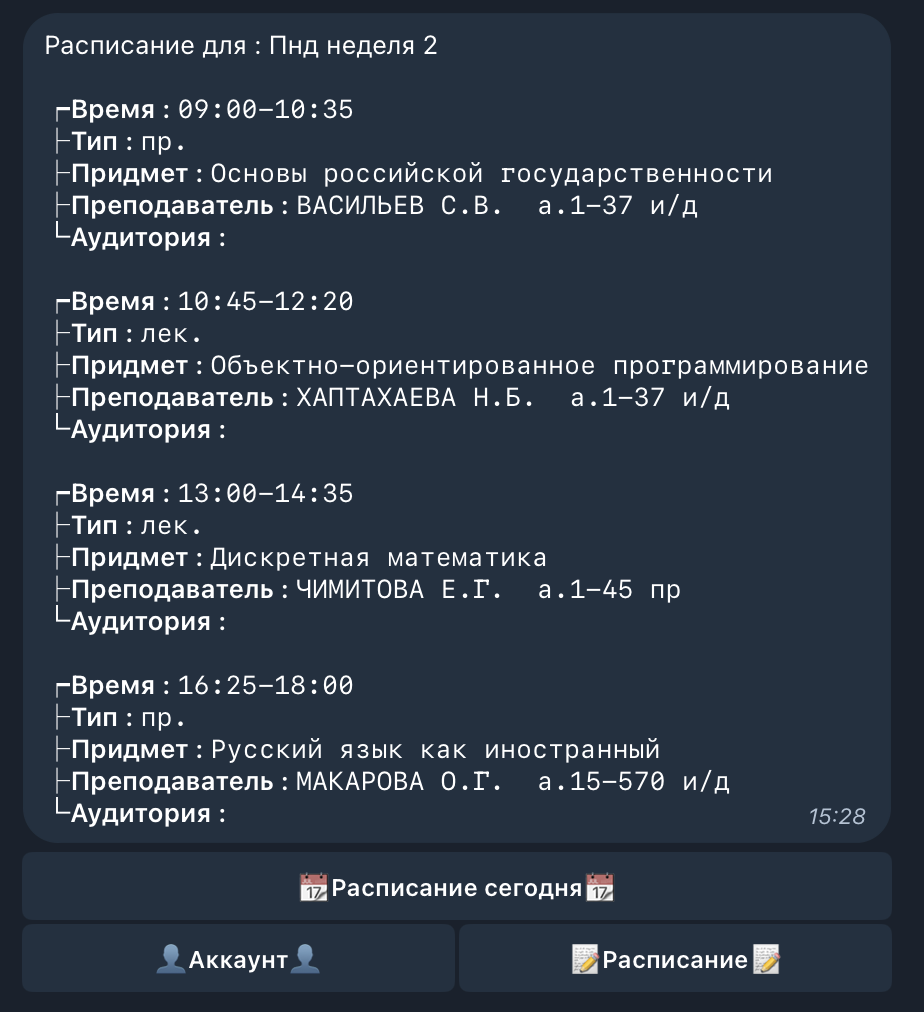 Расписание для : Пнд неделя 2
┍Время : 09:00-10:35
├Тип : пр.
├Придмет : Основы российской государственности
├Преподаватель : ВАСИЛЬЕВ С.В.  а.1-37 и/д
└Аудитория :
┍Время : 10:45-12:20
├Тип : лек.
├Придмет : Объектно-ориентированное программирование
├Преподаватель : ХАПТАХАЕВА Н.Б.  а.1-37 и/д
└Аудитория :
┍Время : 13:00-14:35
├Тип : лек.
├Придмет : Дискретная математика
├Преподаватель : ЧИМИТОВА Е.Г.  а.1-45 пр
└Аудитория :
┍Время : 16:25-18:00
├Тип : пр.
├Придмет : Русский язык как иностранный
├Преподаватель : МАКАРОВА О.Г.  а.15-570 и/д
└Аудитория :
15:28
📆Расписание сегодня📆
👤Аккаунт👤
📝Расписание📝